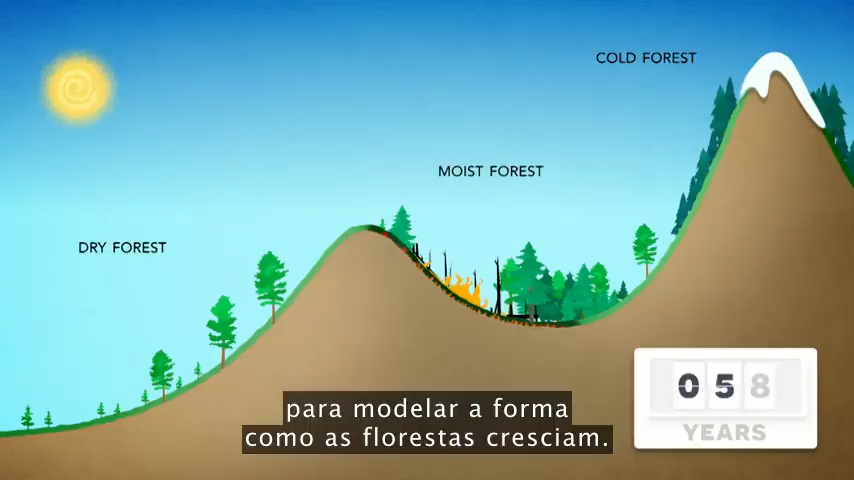 COLD FOREST
MOIST FOREST
DRY FOREST
058
YEARS
para modelar a forma
como as florestas cresciam.